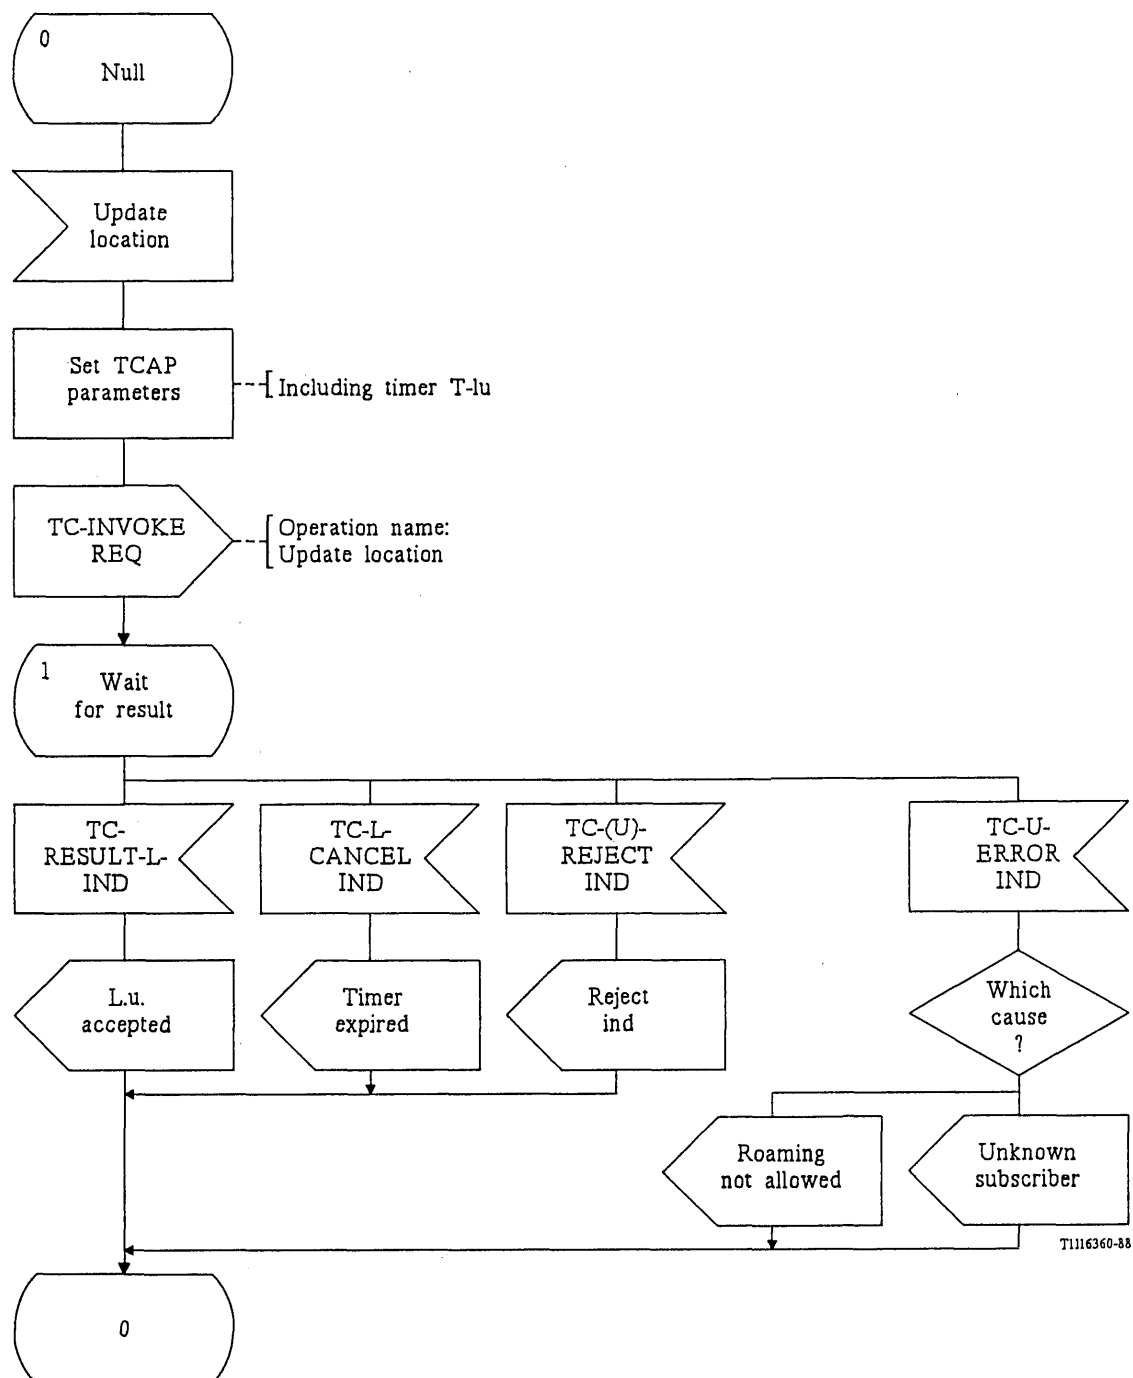 0
Null
Update
location
Set TCAP
parameters
Including timer T-lu
TC-INVOKE
REQ
Operation name:
Update location
1
Wait
for result
TC-
RESULT-L-
IND
TC-L-
CANCEL
IND
TC-(U)-
REJECT
IND
TC-U-
ERROR
IND
L.u.
accepted
Timer
expired
Reject
ind
Which
cause
?
Roaming
not allowed
Unknown
subscriber
T1116360-88
0